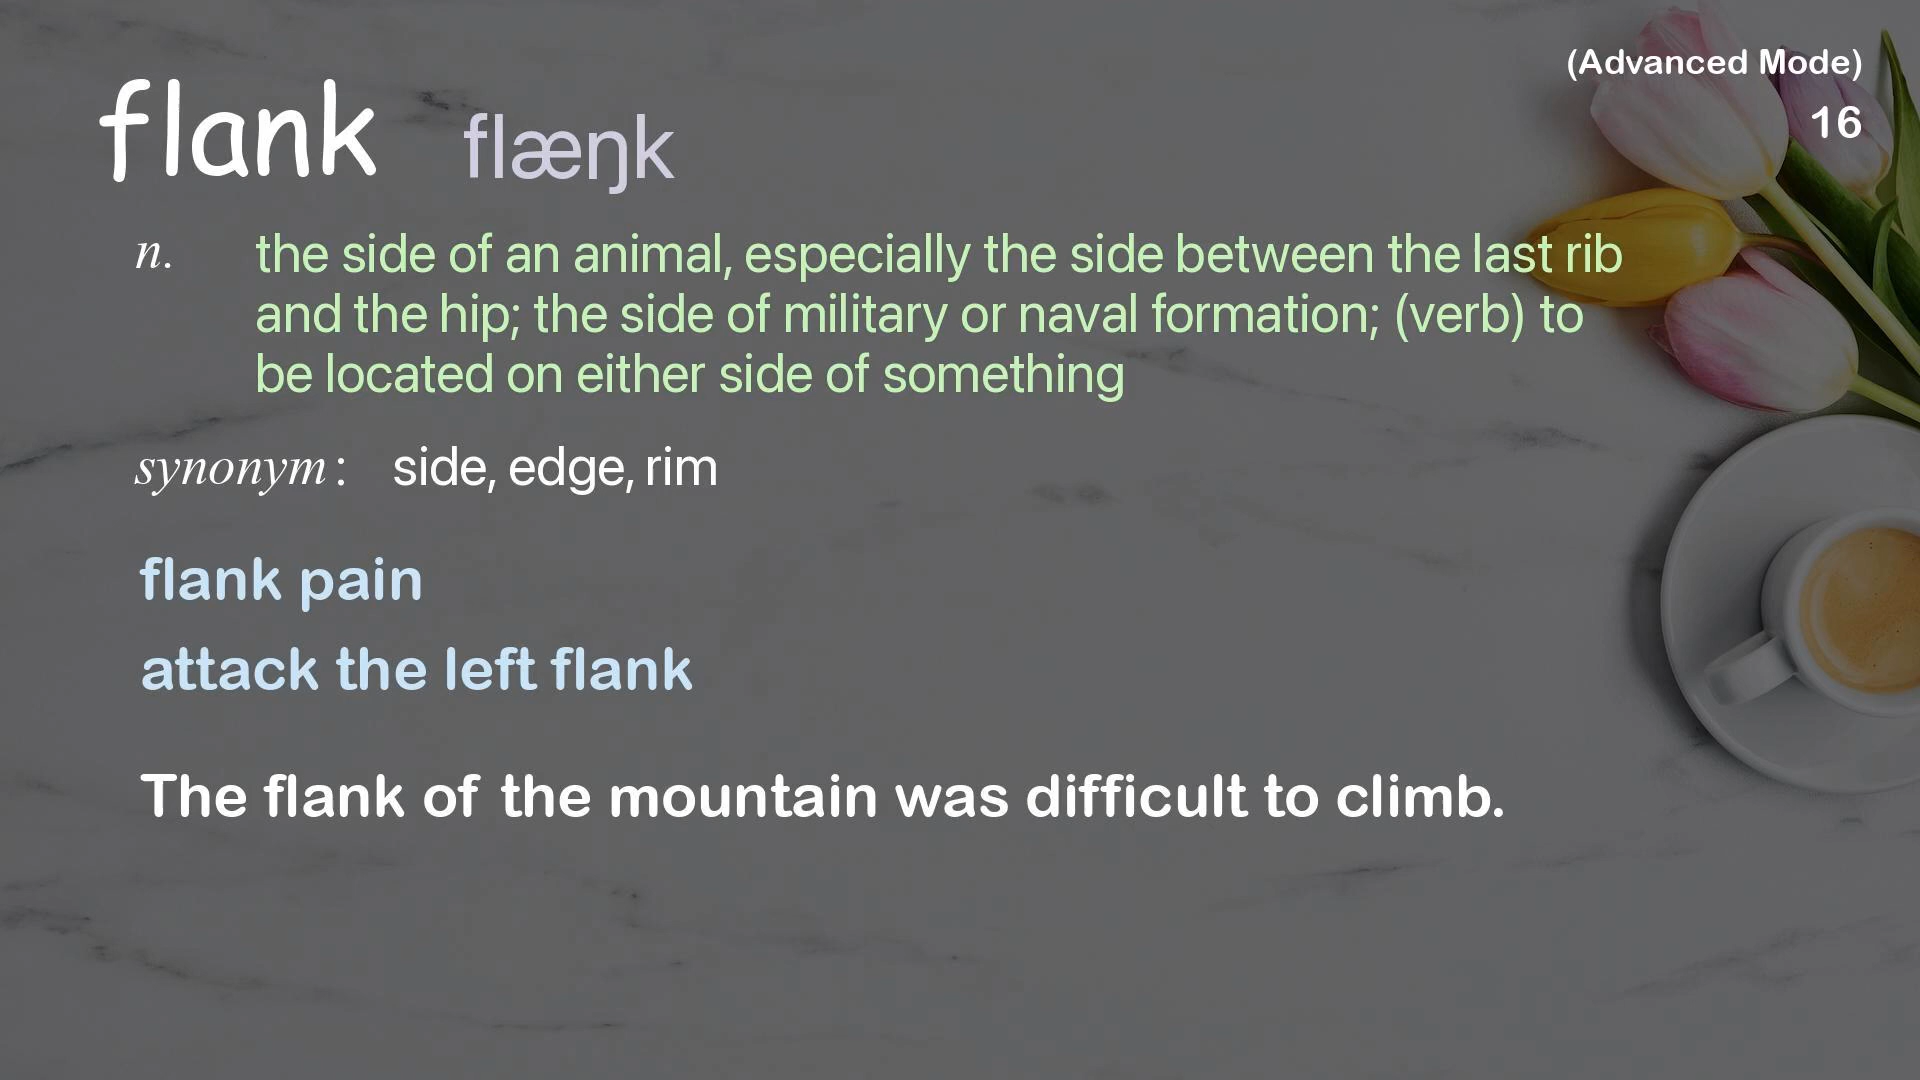 (Advanced Mode)
16
flank flæŋk
n. the side of an animal, especially the side between the last rib
and the hip; the side of military or naval formation; (verb) to
be located on either side of something
synonym: side, edge, rim
flank pain
attack the left flank
The flank of the mountain was difficult to climb.